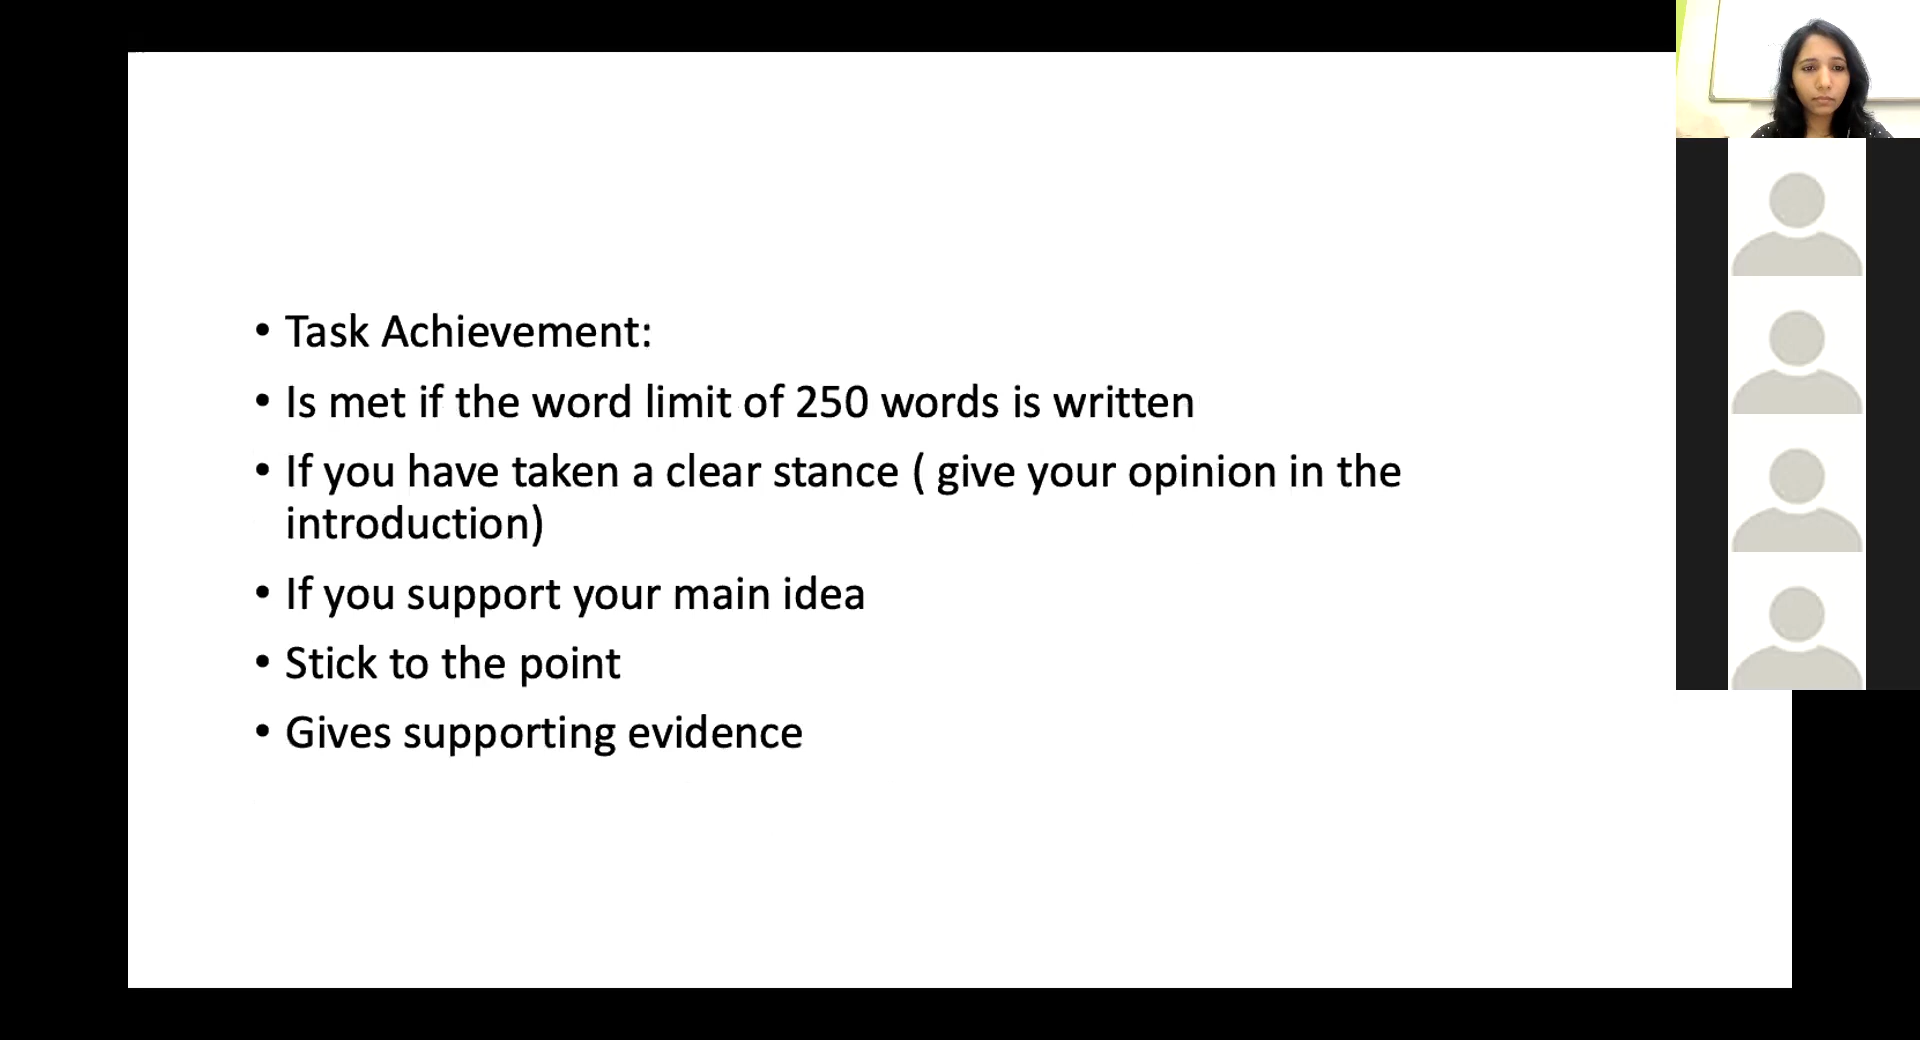 • Task Achievement:
• Is met if the word limit of 250 words is written
• If you have taken a clear stance ( give your opinion in the
introduction)
• If you support your main idea
• Stick to the point
• Gives supporting evidence